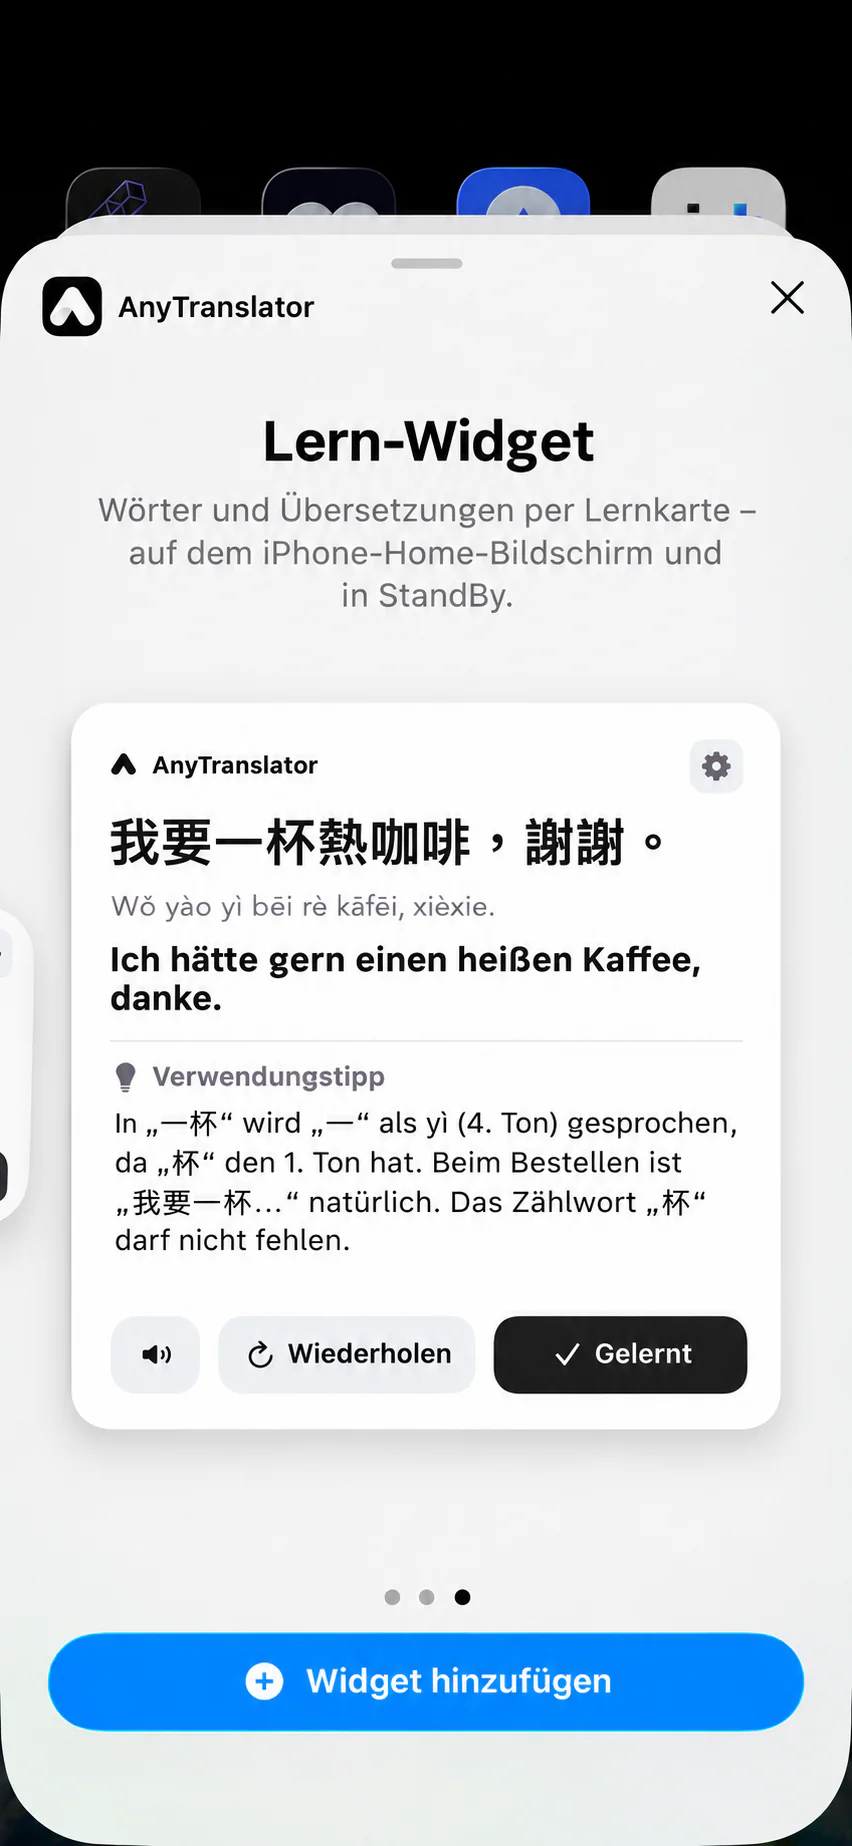 AnyTranslator
Lern-Widget
Wörter und Übersetzungen per Lernkarte –
auf dem iPhone-Home-Bildschirm und
in StandBy.
AnyTranslator
我要一杯熱咖啡，謝謝。
Wǒ yào yì bēi rè kāfēi, xièxie.
Ich hätte gern einen heißen Kaffee,
danke.
Verwendungstipp
In „一杯“ wird „一“ als yì (4. Ton) gesprochen,
da „杯“ den 1. Ton hat. Beim Bestellen ist
„我要一杯…“ natürlich. Das Zählwort „杯“
darf nicht fehlen.
Wiederholen
Gelernt
Widget hinzufügen